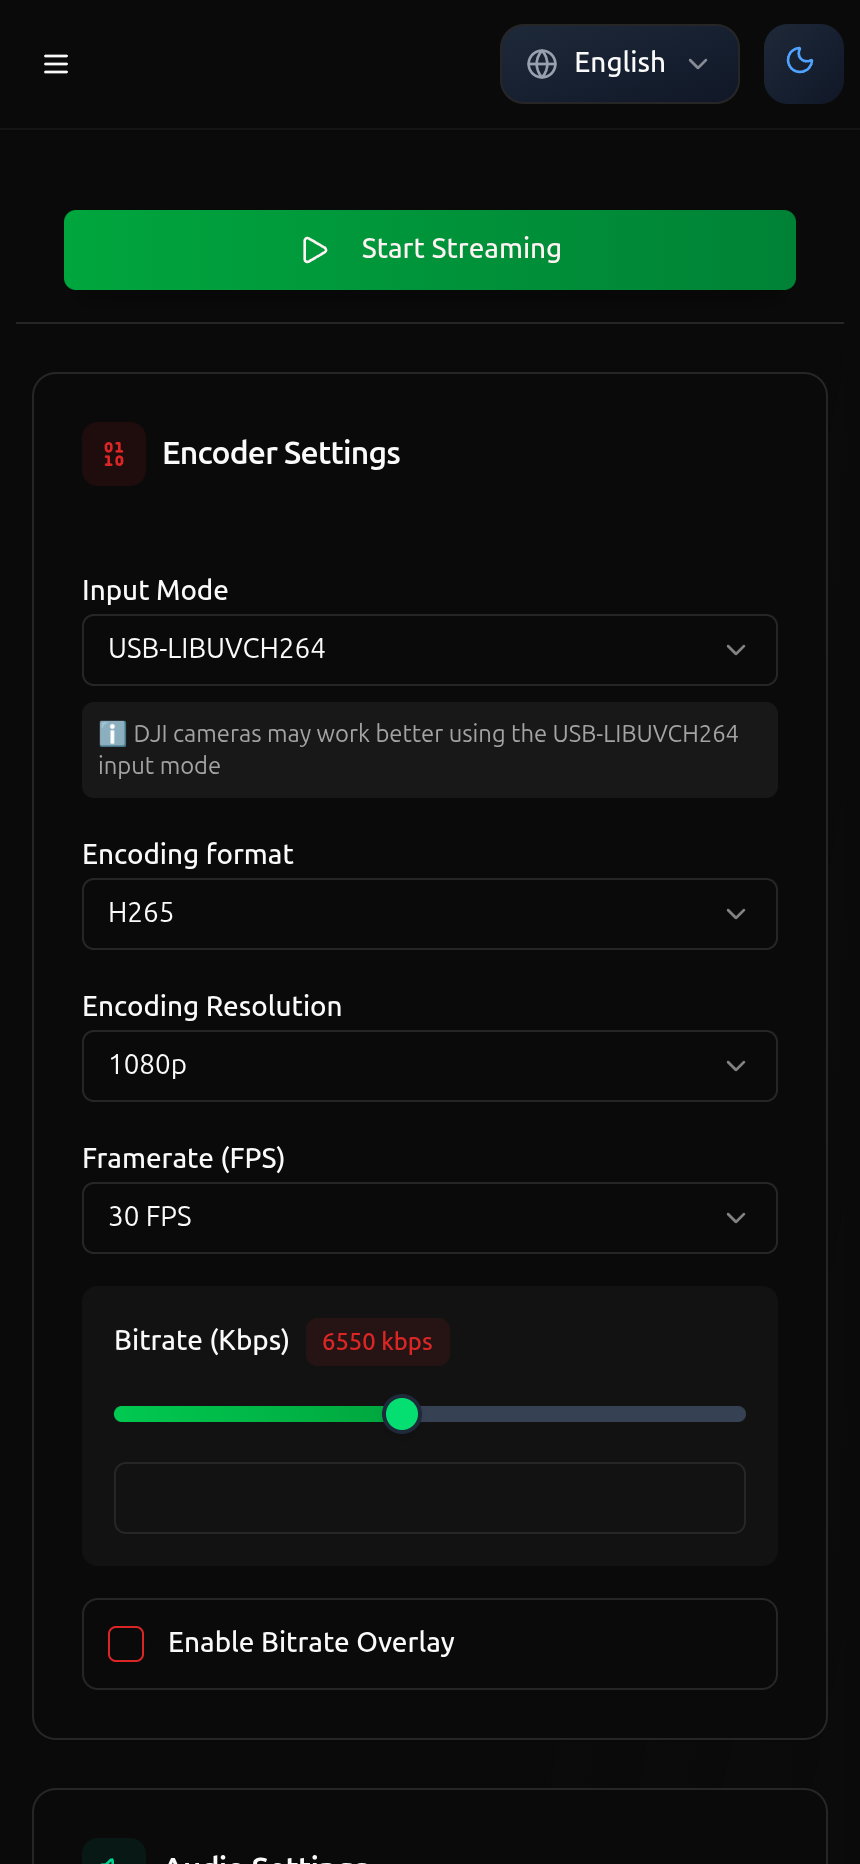 English
Start Streaming
01
10
Encoder Settings
Input Mode
USB-LIBUVCH264
ℹ️ DJI cameras may work better using the USB-LIBUVCH264
input mode
Encoding format
H265
Encoding Resolution
1080p
Framerate (FPS)
30 FPS
Bitrate (Kbps) 6550 kbps
Enable Bitrate Overlay
Audio Settings